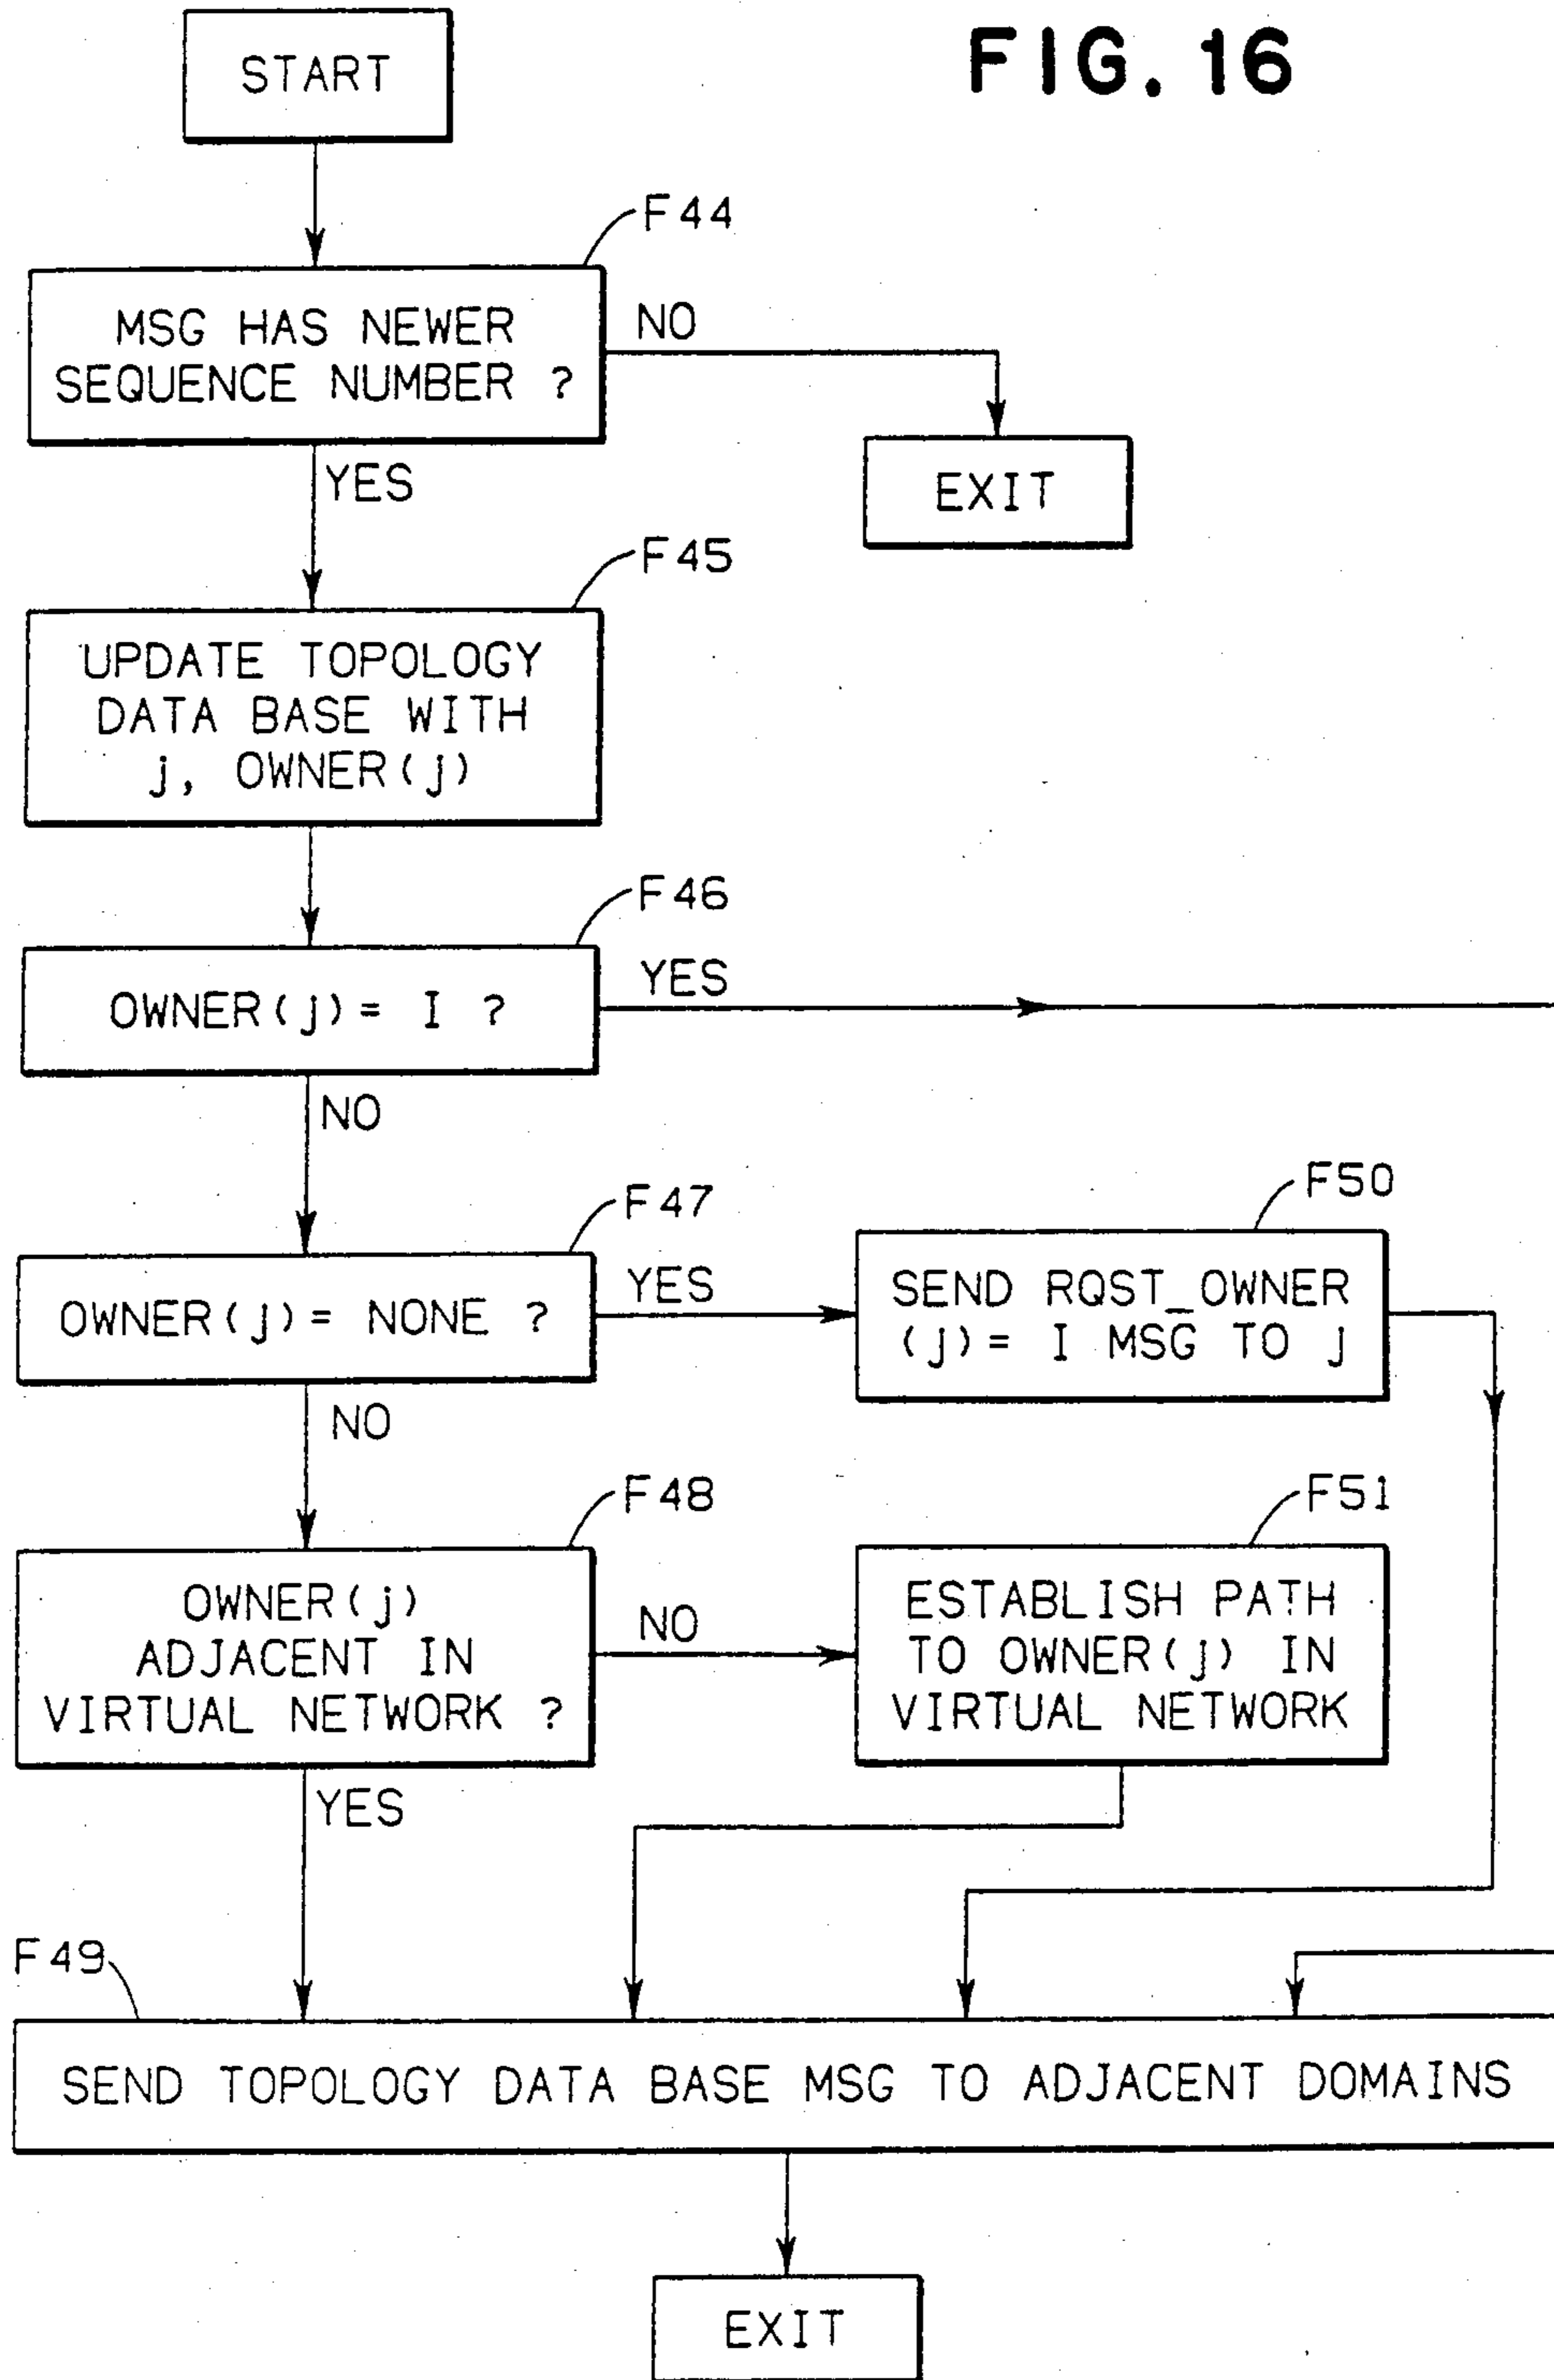 FIG. 16
START
F44
MSG HAS NEWER
SEQUENCE NUMBER ?
NO
EXIT
YES
F45
UPDATE TOPOLOGY
DATA BASE WITH
j, OWNER(j)
F46
OWNER(j)= I ?
YES
NO
F47
OWNER(j)= NONE ?
YES
F50
SEND RQST_OWNER
(j)= I MSG TO j
NO
F48
OWNER(j)
ADJACENT IN
VIRTUAL NETWORK ?
NO
F51
ESTABLISH PATH
TO OWNER(j) IN
VIRTUAL NETWORK
YES
F49
SEND TOPOLOGY DATA BASE MSG TO ADJACENT DOMAINS
EXIT